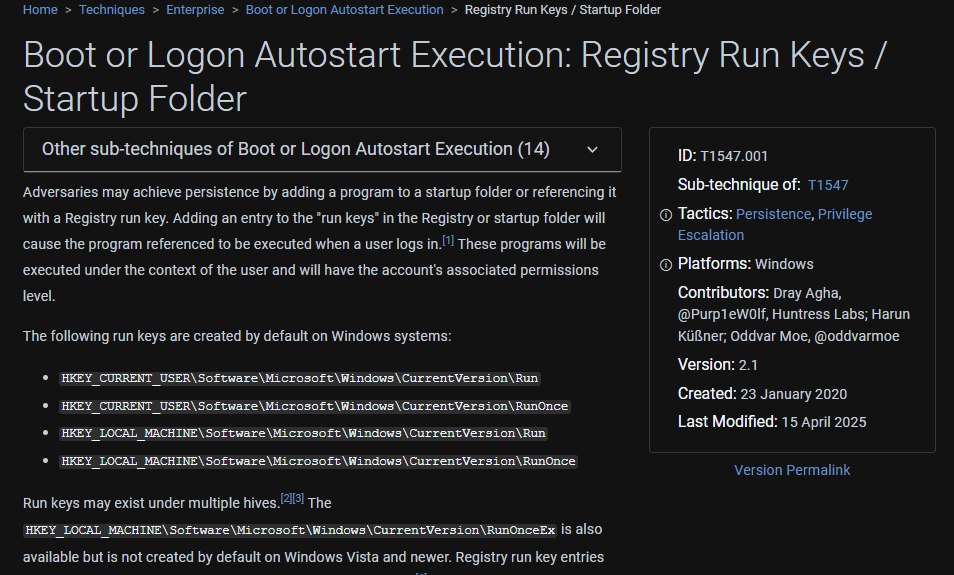 Home > Techniques > Enterprise > Boot or Logon Autostart Execution > Registry Run Keys / Startup Folder
Boot or Logon Autostart Execution: Registry Run Keys /
Startup Folder
Other sub-techniques of Boot or Logon Autostart Execution (14)
Adversaries may achieve persistence by adding a program to a startup folder or referencing it
with a Registry run key. Adding an entry to the "run keys" in the Registry or startup folder will
cause the program referenced to be executed when a user logs in.[1] These programs will be
executed under the context of the user and will have the account's associated permissions
level.
The following run keys are created by default on Windows systems:
• HKEY_CURRENT_USER\Software\Microsoft\Windows\CurrentVersion\Run
• HKEY_CURRENT_USER\Software\Microsoft\Windows\CurrentVersion\RunOnce
• HKEY_LOCAL_MACHINE\Software\Microsoft\Windows\CurrentVersion\Run
• HKEY_LOCAL_MACHINE\Software\Microsoft\Windows\CurrentVersion\RunOnce
Run keys may exist under multiple hives.[2][3] The
HKEY_LOCAL_MACHINE\Software\Microsoft\Windows\CurrentVersion\RunOnceEx is also
available but is not created by default on Windows Vista and newer. Registry run key entries
ID: T1547.001
Sub-technique of: T1547
Tactics: Persistence, Privilege
Escalation
Platforms: Windows
Contributors: Dray Agha,
@Purp1eW0lf, Huntress Labs; Harun
Küßner; Oddvar Moe, @oddvarmoe
Version: 2.1
Created: 23 January 2020
Last Modified: 15 April 2025
Version Permalink